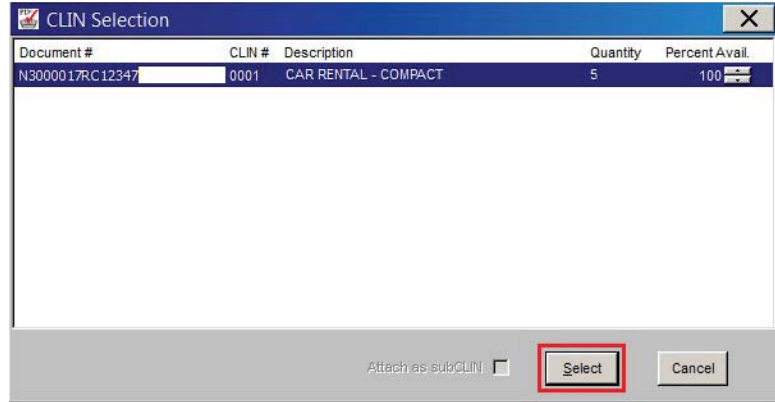 CLIN Selection
Document # CLIN # Description Quantity Percent Avail.
N3000017RC12347 0001 CAR RENTAL - COMPACT 5 100
Attach as subCLIN Select Cancel